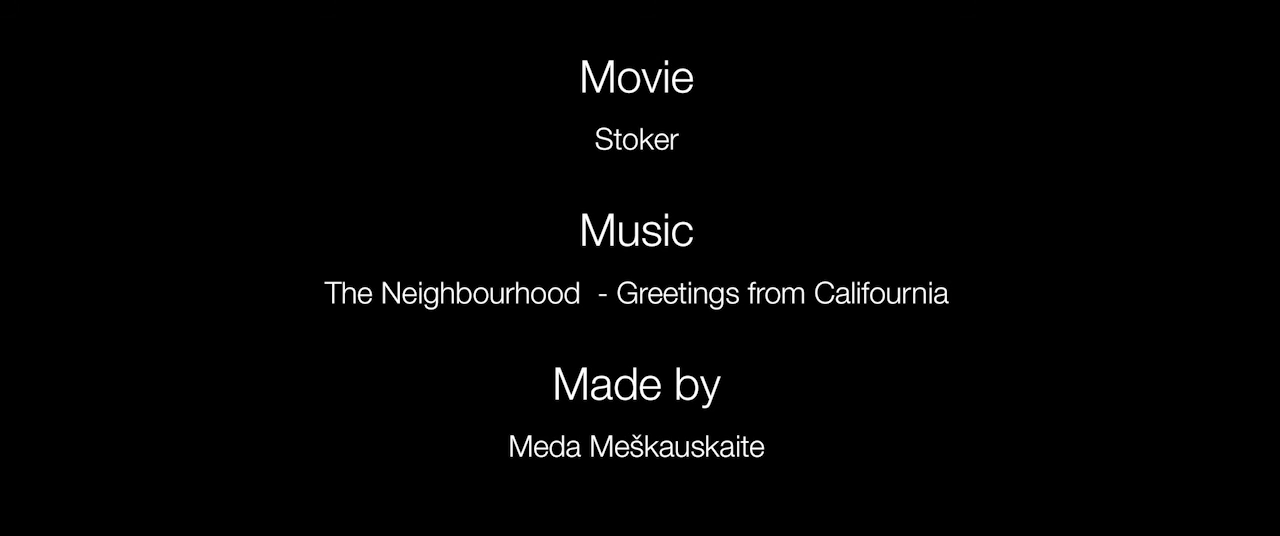 Movie
Stoker
Music
The Neighbourhood  - Greetings from Califournia
Made by
Meda Meškauskaite